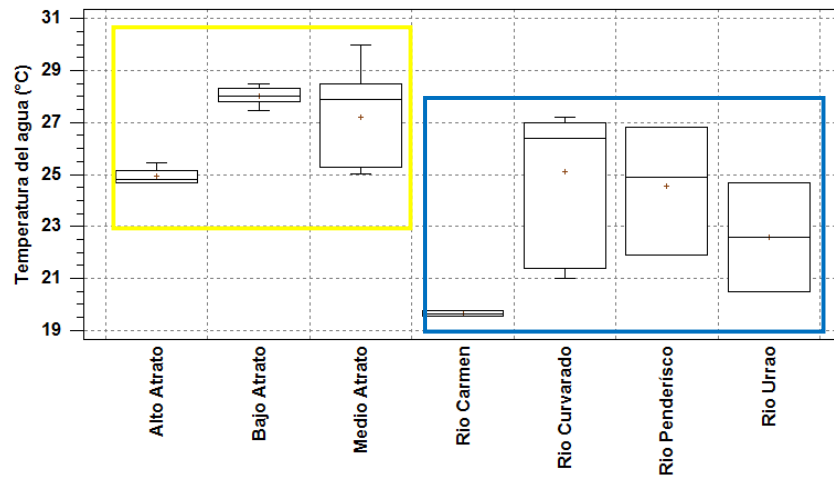 Temperatura del agua (°C)
31
29
27
25
23
21
19
Alto Atrato
Bajo Atrato
Medio Atrato
Rio Carmen
Rio Curvarado
Rio Penderísco
Rio Urrao